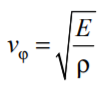 v_φ = √(E/ρ)